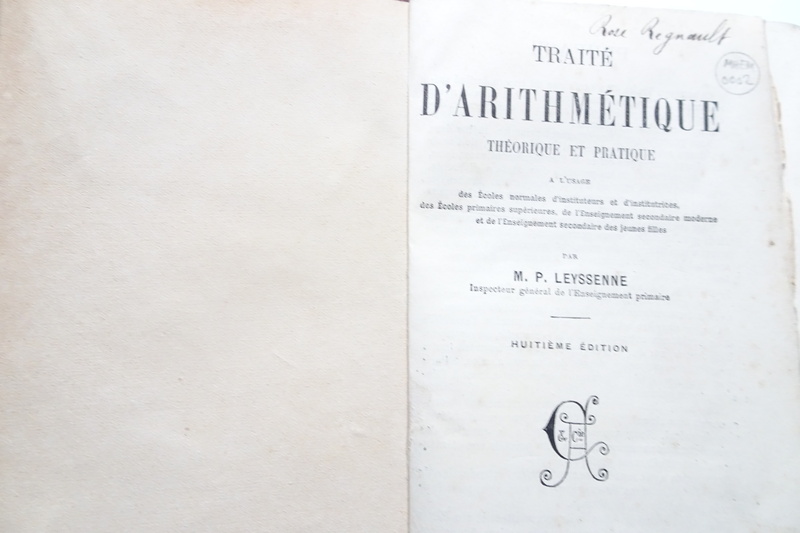 Rose Regnault
TRAITÉ
D'ARITHMÉTIQUE
THÉORIQUE ET PRATIQUE
A L'USAGE
des Écoles normales d'instituteurs et d'institutrices,
des Écoles primaires supérieures, de l'Enseignement secondaire moderne
et de l'Enseignement secondaire des jeunes filles
PAR
M. P. LEYSSENNE
Inspecteur général de l'Enseignement primaire
HUITIÈME ÉDITION
& Cie